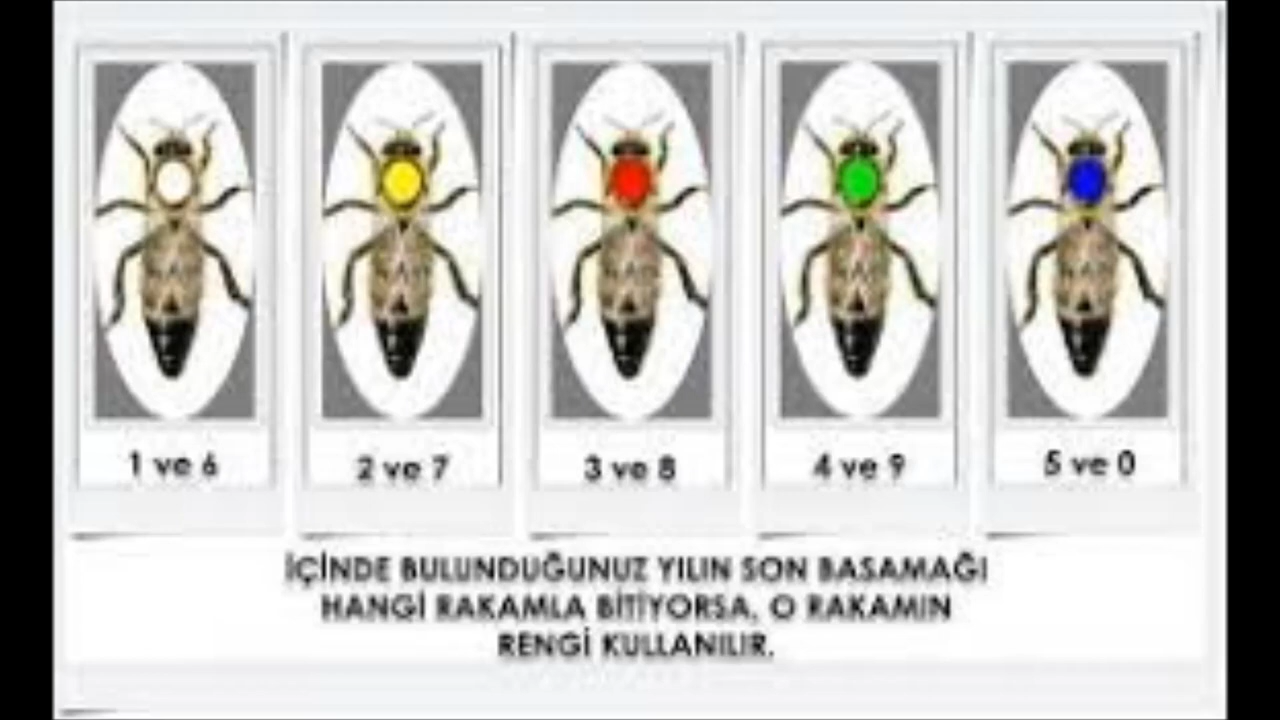 1 ve 6
2 ve 7
3 ve 8
4 ve 9
5 ve 0
İÇİNDE BULUNDUĞUNUZ YILIN SON BASAMAĞI
HANGİ RAKAMLA BİTİYORSA, O RAKAMIN
RENGİ KULLANILIR.